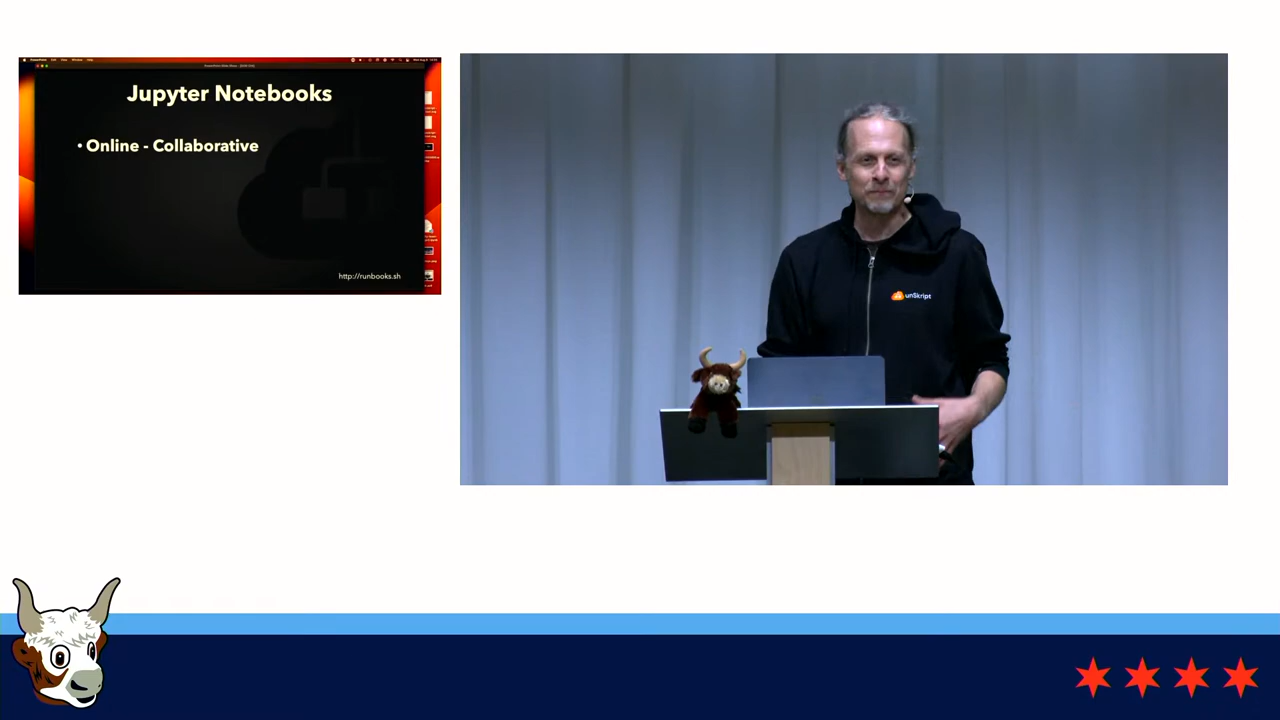 Jupyter Notebooks
• Online - Collaborative
http://runbooks.sh
unSkript